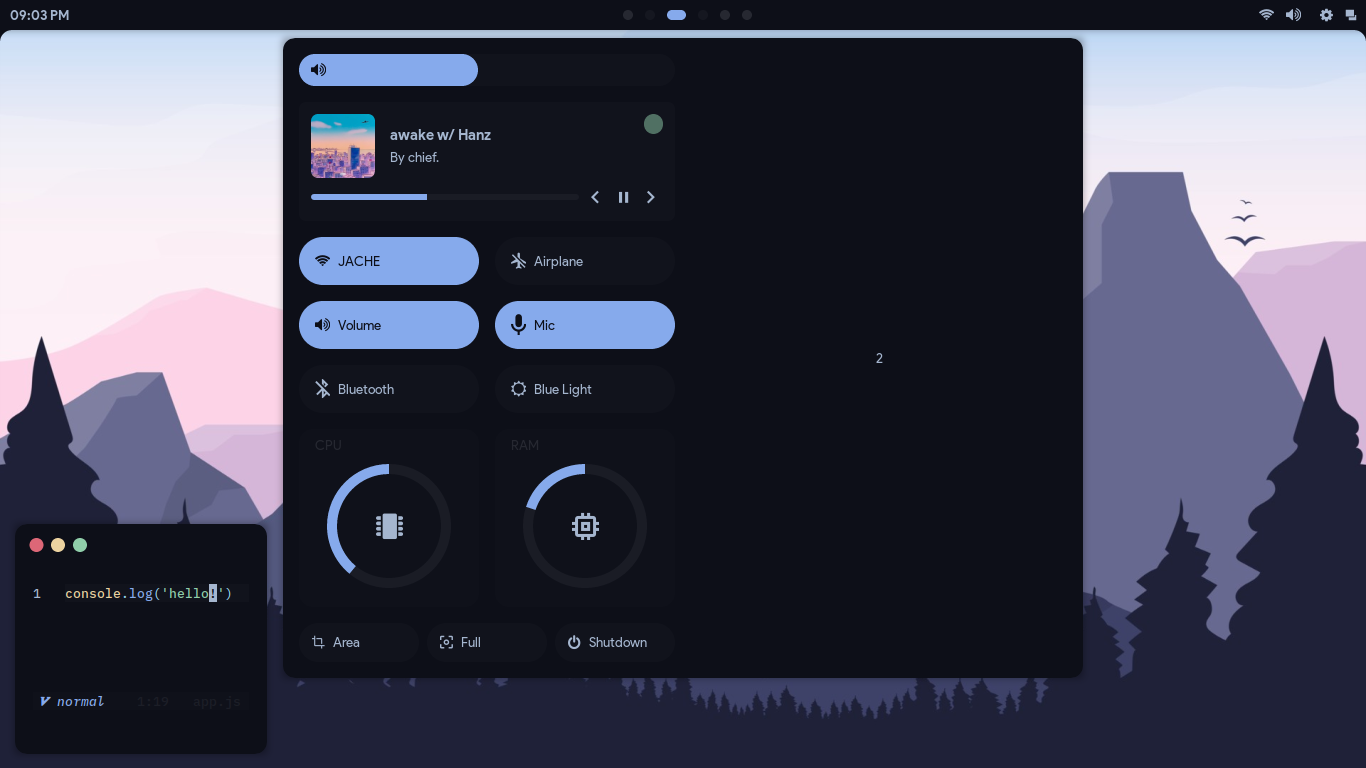 09:03 PM
awake w/ Hanz
By chief.
JACHE
Airplane
Volume
Mic
Bluetooth
Blue Light
CPU
RAM
Area
Full
Shutdown
2
1 console.log('hello!')
normal 1:19 app.js